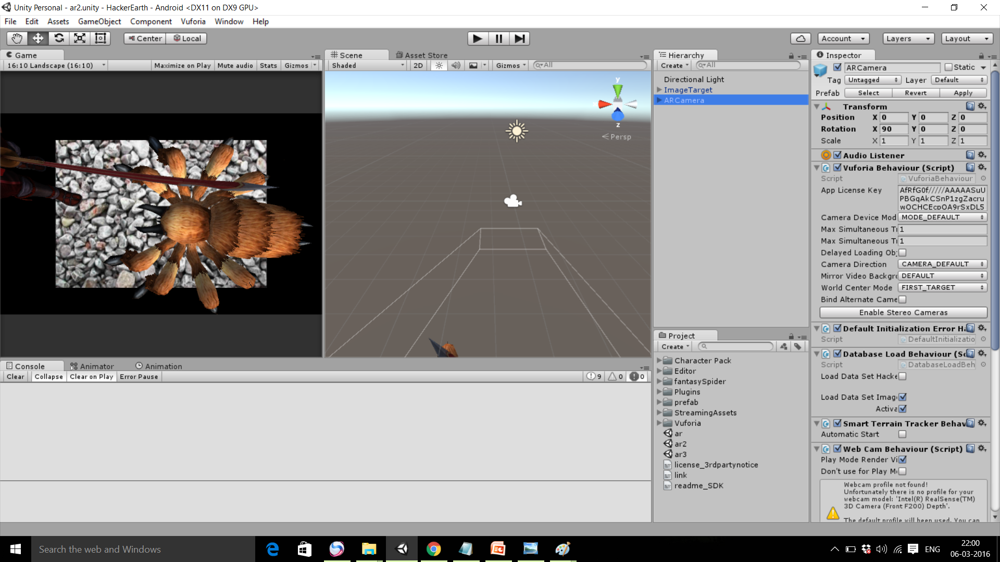 Unity Personal - ar2.unity - HackerEarth - Android <DX11 on DX9 GPU>
File Edit Assets GameObject Component Vuforia Window Help
Center Local
Account Layers Layout
Game
16:10 Landscape (16:10) Maximize on Play Mute audio Stats Gizmos
Scene Asset Store
Shaded 2D Gizmos All
y
z
Persp
Hierarchy
Create All
Directional Light
ImageTarget
ARCamera
Project
Create
Character Pack
Editor
fantasySpider
Plugins
prefab
StreamingAssets
Vuforia
ar
ar2
ar3
license_3rdpartynotice
link
readme_SDK
Console Animator Animation
Clear Collapse Clear on Play Error Pause 9 0 0
Inspector
ARCamera Static
Tag Untagged Layer Default
Prefab Select Revert Apply
Transform
Position X 0 Y 0 Z 0
Rotation X 90 Y 0 Z 0
Scale X 1 Y 1 Z 1
Audio Listener
Vuforia Behaviour (Script)
Script VuforiaBehaviour
App License Key AfRfG0f/////AAAAASuU
PBGqAkCSnP1zgZacru
wOCHCEcpOA9rSxDL5
Camera Device Mod MODE_DEFAULT
Max Simultaneous Tr 1
Max Simultaneous Tr 1
Delayed Loading Obj
Camera Direction CAMERA_DEFAULT
Mirror Video Backgro DEFAULT
World Center Mode FIRST_TARGET
Bind Alternate Came
Enable Stereo Cameras
Default Initialization Error Ha
Script DefaultInitializatio
Database Load Behaviour (Sc
Script DatabaseLoadBeh
Load Data Set Hacke
Load Data Set Imag
Activa
Smart Terrain Tracker Behav
Automatic Start
Web Cam Behaviour (Script)
Play Mode Render Vi
Don't use for Play M
Webcam profile not found!
Unfortunately there is no profile for your
webcam model: 'Intel(R) RealSense(TM)
3D Camera (Front F200) Depth'.
The default profile will been used. You can
Search the web and Windows
ENG
22:00
06-03-2016